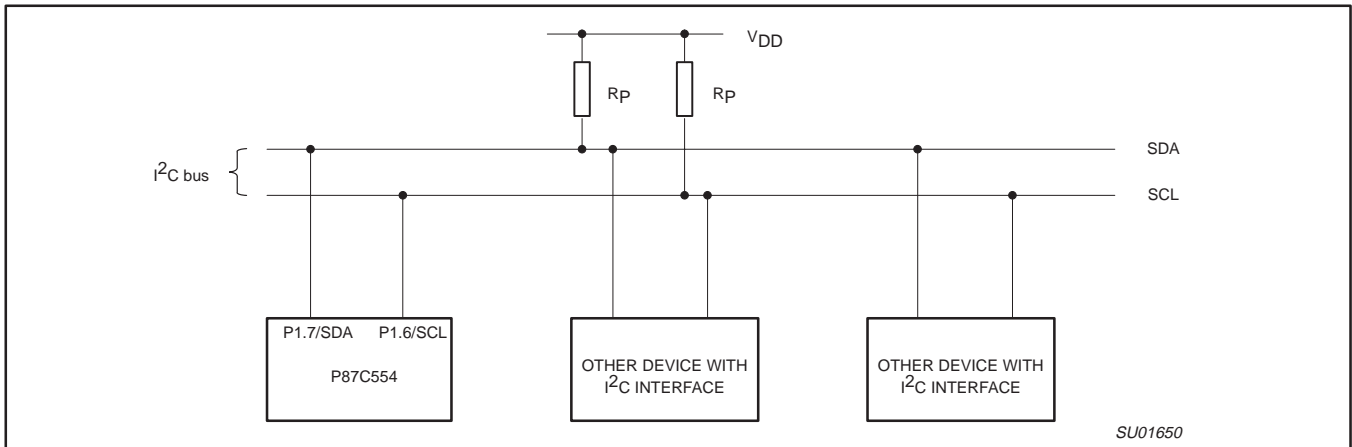 VDD
RP RP
SDA
I2C bus
SCL
P1.7/SDA P1.6/SCL
P87C554
OTHER DEVICE WITH
I2C INTERFACE
OTHER DEVICE WITH
I2C INTERFACE
SU01650